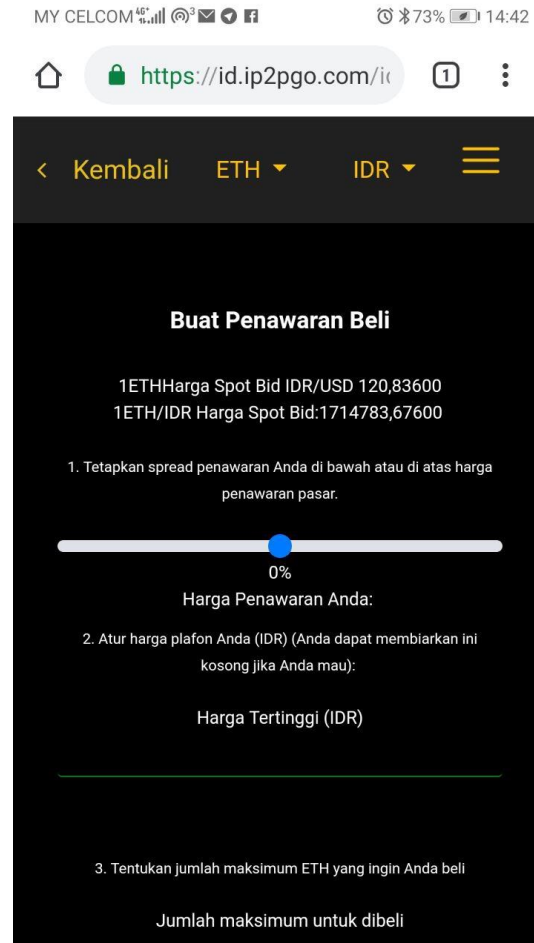 MY CELCOM 73% 14:42
https://id.ip2pgo.com/ 1
Kembali ETH IDR
Buat Penawaran Beli
1ETHHarga Spot Bid IDR/USD 120,83600
1ETH/IDR Harga Spot Bid:1714783,67600
1. Tetapkan spread penawaran Anda di bawah atau di atas harga
penawaran pasar.
0%
Harga Penawaran Anda:
2. Atur harga plafon Anda (IDR) (Anda dapat membiarkan ini
kosong jika Anda mau):
Harga Tertinggi (IDR)
3. Tentukan jumlah maksimum ETH yang ingin Anda beli
Jumlah maksimum untuk dibeli